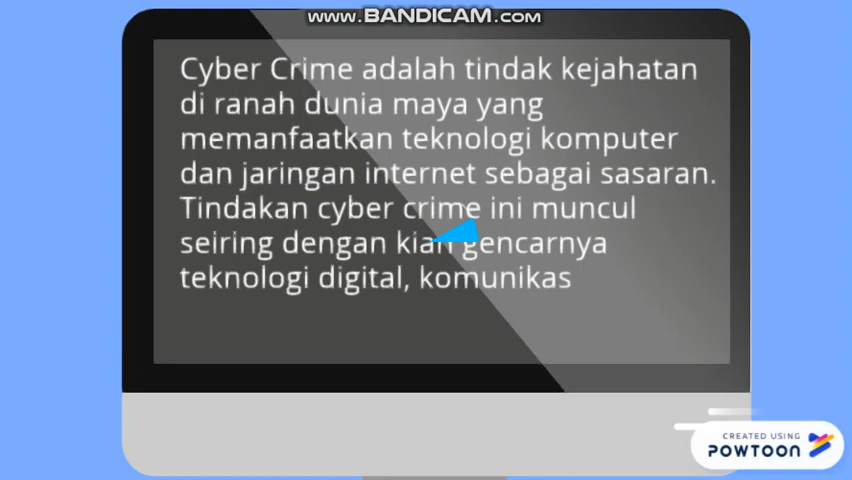 www.BANDICAM.com
Cyber Crime adalah tindak kejahatan
di ranah dunia maya yang
memanfaatkan teknologi komputer
dan jaringan internet sebagai sasaran.
Tindakan cyber crime ini muncul
seiring dengan kian gencarnya
teknologi digital, komunikas
CREATED USING
POWTOON